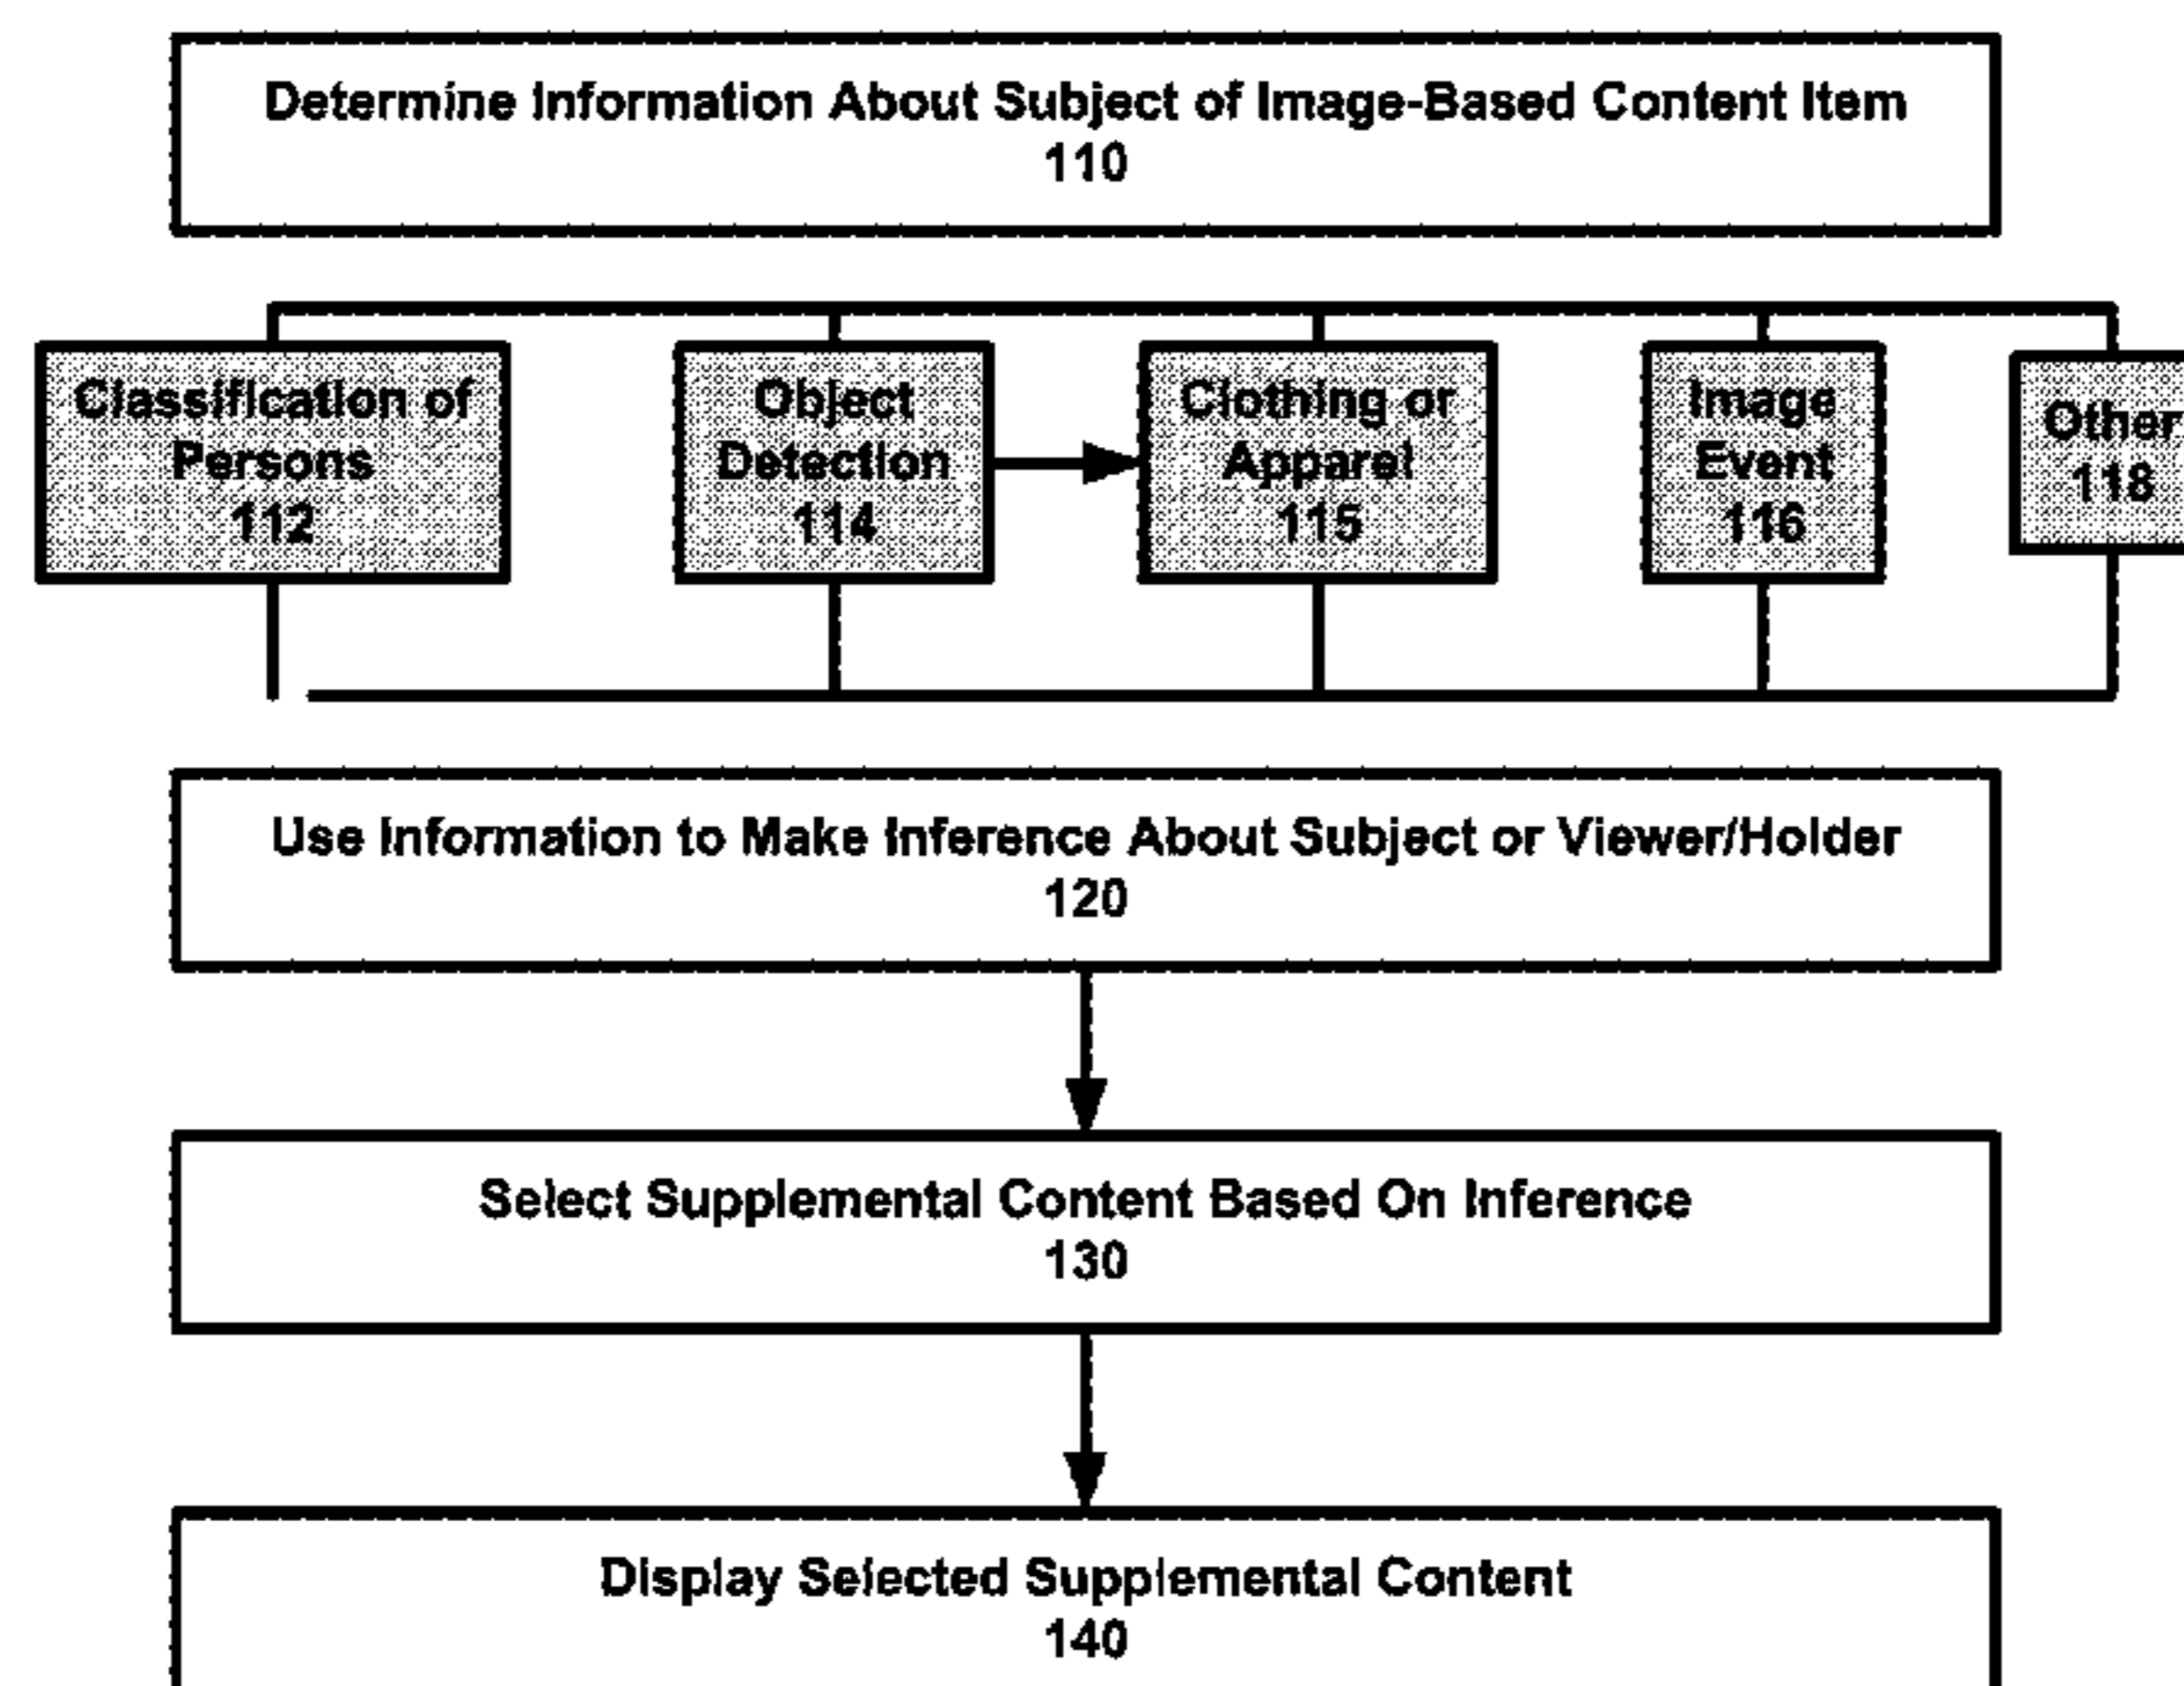 Determine Information About Subject of Image-Based Content Item
110
Classification of
Persons
112
Object
Detection
114
Clothing or
Apparel
115
Image
Event
116
Other
118
Use Information to Make Inference About Subject or Viewer/Holder
120
Select Supplemental Content Based On Inference
130
Display Selected Supplemental Content
140